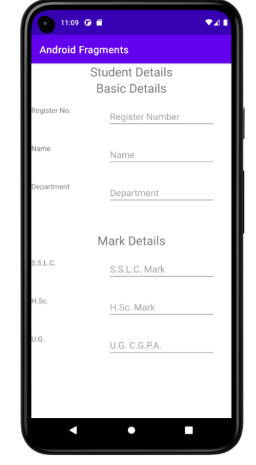 11:09
Android Fragments
Student Details
Basic Details
Register No.
Register Number
Name
Name
Department
Department
Mark Details
S.S.L.C.
S.S.L.C. Mark
H.Sc.
H.Sc. Mark
U.G.
U.G. C.G.P.A.